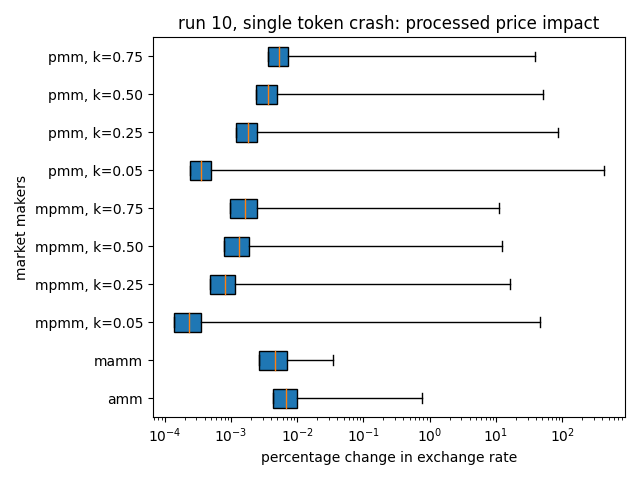 run 10, single token crash: processed price impact
pmm, k=0.75
pmm, k=0.50
pmm, k=0.25
pmm, k=0.05
mpmm, k=0.75
mpmm, k=0.50
mpmm, k=0.25
mpmm, k=0.05
mamm
amm
market makers
10⁻⁴ 10⁻³ 10⁻² 10⁻¹ 10⁰ 10¹ 10²
percentage change in exchange rate